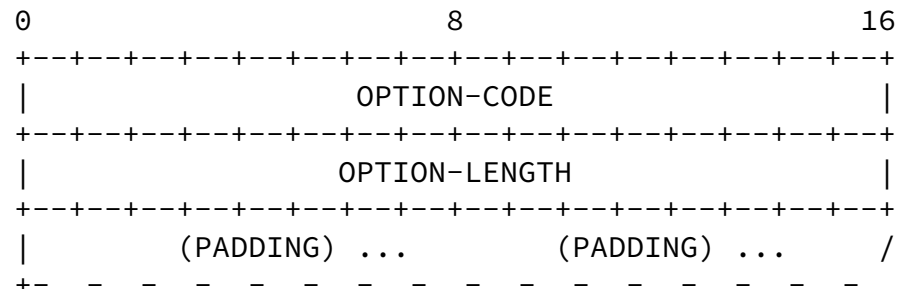 0                       8                      16
+--+--+--+--+--+--+--+--+--+--+--+--+--+--+--+--+
|                  OPTION-CODE                  |
+--+--+--+--+--+--+--+--+--+--+--+--+--+--+--+--+
|                 OPTION-LENGTH                 |
+--+--+--+--+--+--+--+--+--+--+--+--+--+--+--+--+
|        (PADDING) ...        (PADDING) ...     /
+-  -  -  -  -  -  -  -  -  -  -  -  -  -  -  -